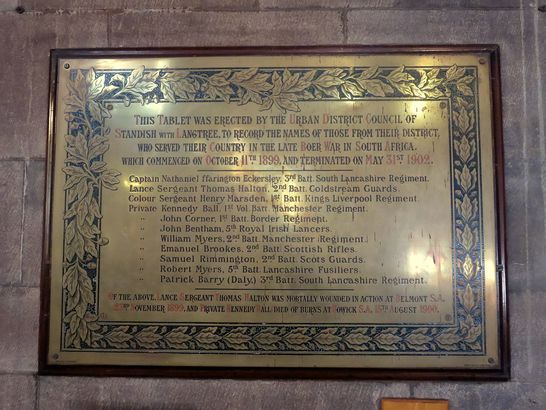 THIS TABLET WAS ERECTED BY THE URBAN DISTRICT COUNCIL OF
STANDISH WITH LANGTREE, TO RECORD THE NAMES OF THOSE FROM THEIR DISTRICT,
WHO SERVED THEIR COUNTRY IN THE LATE BOER WAR IN SOUTH AFRICA.
WHICH COMMENCED ON OCTOBER 11TH 1899, AND TERMINATED ON MAY 31ST 1902.
Captain Nathaniel ffarington Eckersley, 3rd Batt. South Lancashire Regiment.
Lance Sergeant Thomas Halton, 2nd Batt. Coldstream Guards.
Colour Sergeant Henry Marsden, 1st Batt. Kings Liverpool Regiment.
Private Kennedy Ball, 1st Vol. Batt. Manchester Regiment.
" John Corner, 1st Batt. Border Regiment.
" John Bentham, 5th Royal Irish Lancers.
" William Myers, 2nd Batt. Manchester Regiment.
" Emanuel Brookes, 2nd Batt. Scottish Rifles.
" Samuel Rimmington, 2nd Batt. Scots Guards.
" Robert Myers, 5th Batt. Lancashire Fusiliers.
" Patrick Barry (Daly,) 3rd Batt. South Lancashire Regiment.
OF THE ABOVE, LANCE SERGEANT THOMAS HALTON WAS MORTALLY WOUNDED IN ACTION AT BELMONT S.A.
23RD NOVEMBER 1899, AND PRIVATE KENNEDY BALL DIED OF BURNS AT HOWICK S.A. 15TH AUGUST 1900.